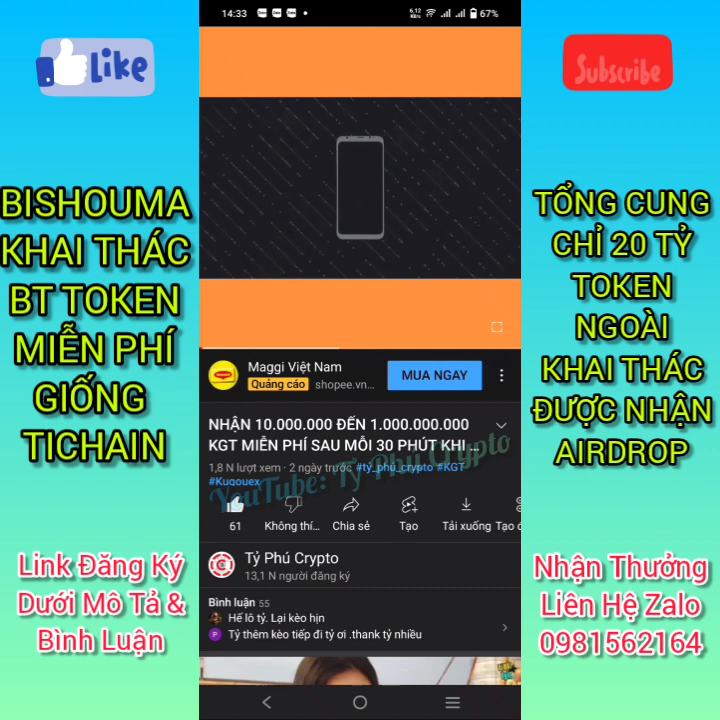 Like
Subscribe
BISHOUMA
KHAI THÁC
BT TOKEN
MIỄN PHÍ
GIỐNG
TICHAIN
Link Đăng Ký
Dưới Mô Tả &
Bình Luận
14:33
6,12 KB/s
67%
Maggi Việt Nam
Quảng cáo shopee.vn...
MUA NGAY
NHẬN 10.000.000 ĐẾN 1.000.000.000
KGT MIỄN PHÍ SAU MỖI 30 PHÚT KHI ...
1,8 N lượt xem · 2 ngày trước #tỷ_phú_crypto #KGT
#Kugouex
YouTube: Tỷ Phú Crypto
61 Không thí... Chia sẻ Tạo Tải xuống Tạo đ
Tỷ Phú Crypto
13,1 N người đăng ký
Bình luận 55
Hế lô tỷ. Lại kèo hịn
P Tỷ thêm kèo tiếp đi tỷ ơi .thank tỷ nhiều
TỔNG CUNG
CHỈ 20 TỶ
TOKEN
NGOÀI
KHAI THÁC
ĐƯỢC NHẬN
AIRDROP
Nhận Thưởng
Liên Hệ Zalo
0981562164